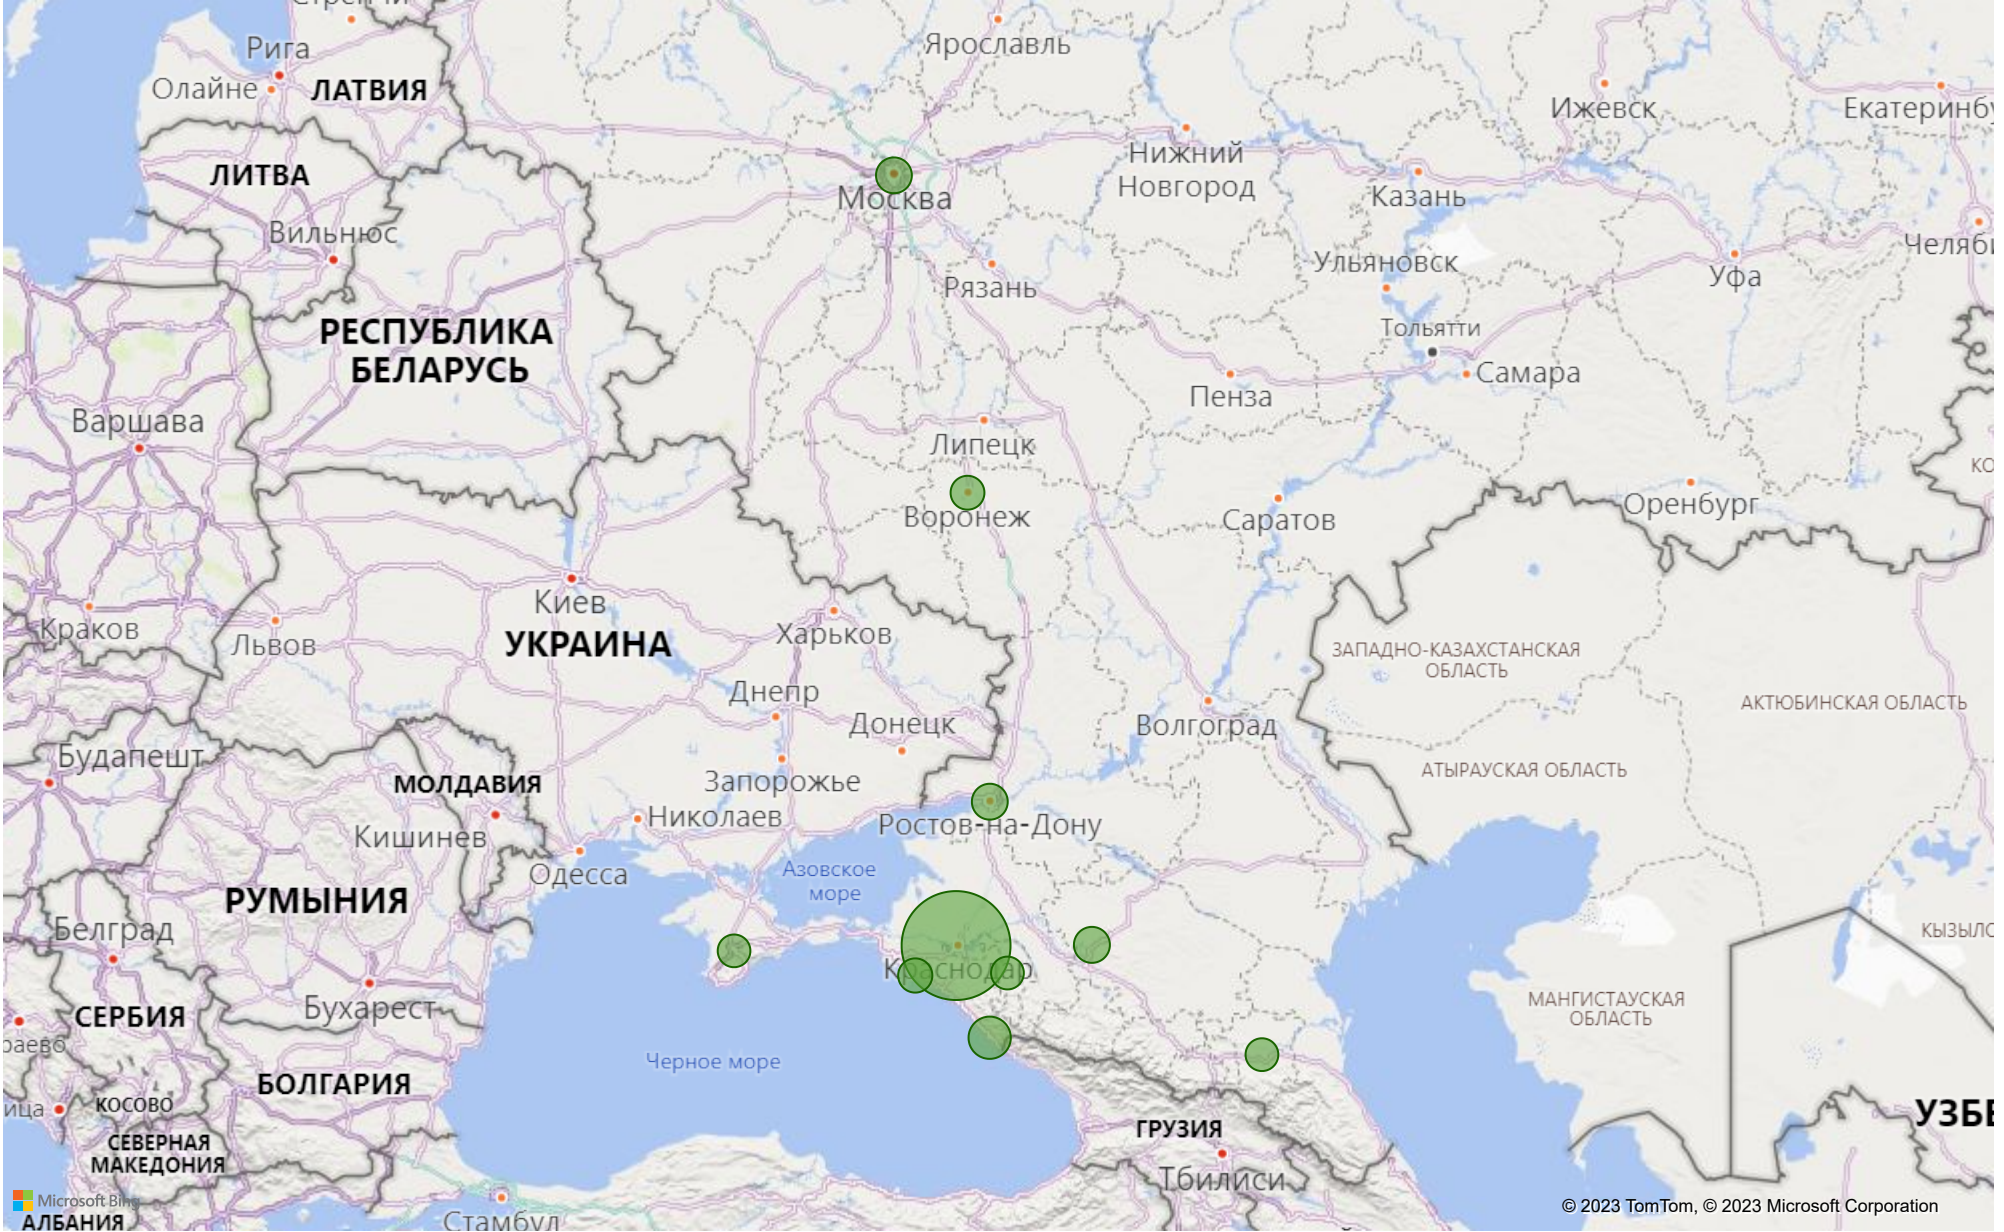 Рига
Олайне
ЛАТВИЯ
Ярославль
Ижевск
ЛИТВА
Москва
Нижний
Новгород
Казань
Вильнюс
Рязань
Ульяновск
Уфа
РЕСПУБЛИКА
БЕЛАРУСЬ
Тольятти
Самара
Пенза
Варшава
Липецк
Воронеж
Саратов
Оренбург
Киев
УКРАИНА
Харьков
Краков
Львов
ЗАПАДНО-КАЗАХСТАНСКАЯ
ОБЛАСТЬ
АКТЮБИНСКАЯ ОБЛАСТЬ
Днепр
Донецк
Волгоград
Будапешт
МОЛДАВИЯ
Запорожье
АТЫРАУСКАЯ ОБЛАСТЬ
Кишинев
Николаев
Ростов-на-Дону
Одесса
Азовское
море
РУМЫНИЯ
Белград
Краснодар
СЕРБИЯ
Бухарест
МАНГИСТАУСКАЯ
ОБЛАСТЬ
Черное море
БОЛГАРИЯ
КОСОВО
СЕВЕРНАЯ
МАКЕДОНИЯ
ГРУЗИЯ
Тбилиси
Microsoft Bing
АЛБАНИЯ
Стамбул
© 2023 TomTom, © 2023 Microsoft Corporation